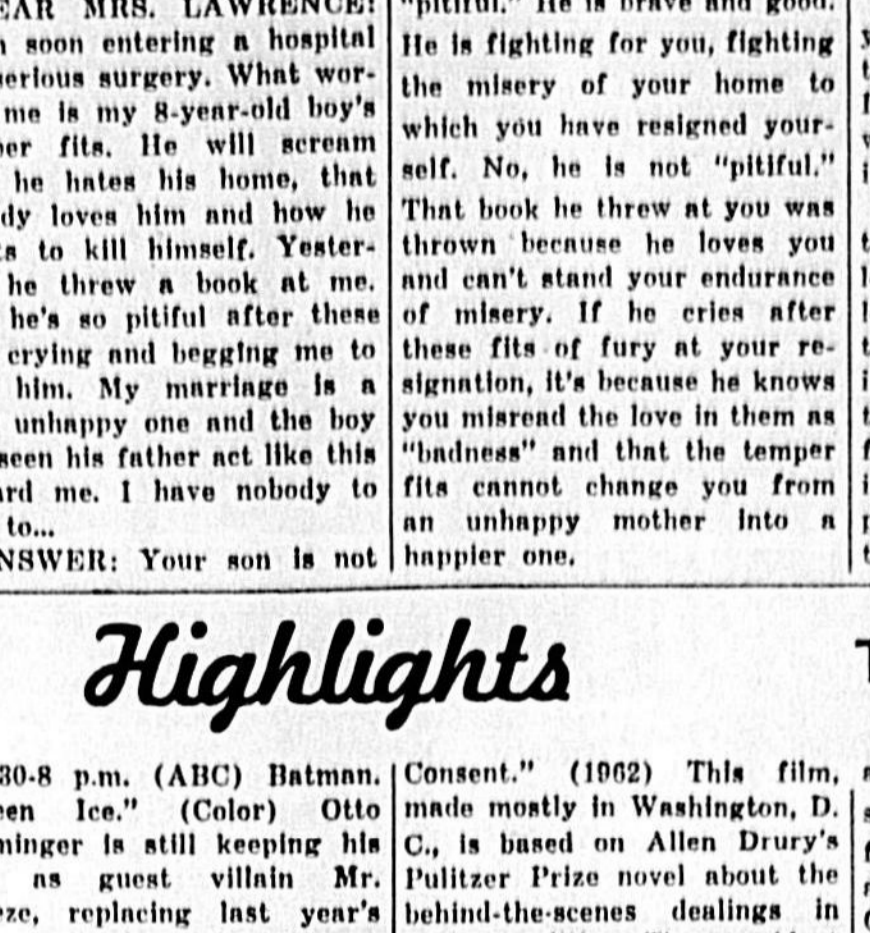 EAR MRS. LAWRENCE:
soon entering a hospital
serious surgery. What wor-
me is my 8-year-old boy's
per fits. He will scream
he hates his home, that
dy loves him and how he
ts to kill himself. Yester-
he threw a book at me.
he's so pitiful after these
crying and begging me to
him. My marriage is a
unhappy one and the boy
seen his father act like this
ard me. I have nobody to
to...
NSWER: Your son is not
"pitiful." He is brave and good.
He is fighting for you, fighting
the misery of your home to
which you have resigned your-
self. No, he is not "pitiful."
That book he threw at you was
thrown because he loves you
and can't stand your endurance
of misery. If he cries after
these fits of fury at your re-
signation, it's because he knows
you misread the love in them as
"badness" and that the temper
fits cannot change you from
an unhappy mother into a
happier one.
Highlights
30-8 p.m. (ABC) Batman.
een Ice." (Color) Otto
minger is still keeping his
as guest villain Mr.
eze, replacing last year's
Consent." (1962) This film,
made mostly in Washington, D.
C., is based on Allen Drury's
Pulitzer Prize novel about the
behind-the-scenes dealings in